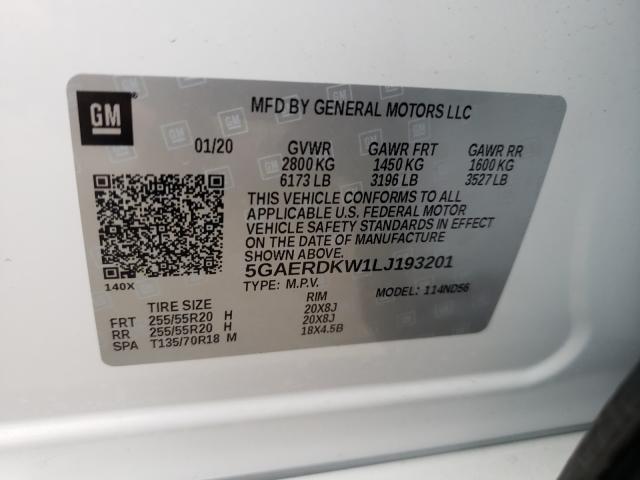 GM
MFD BY GENERAL MOTORS LLC
01/20 GVWR GAWR FRT GAWR RR
2800 KG 1450 KG 1600 KG
6173 LB 3196 LB 3527 LB
THIS VEHICLE CONFORMS TO ALL
APPLICABLE U.S. FEDERAL MOTOR
VEHICLE SAFETY STANDARDS IN EFFECT
ON THE DATE OF MANUFACTURE
SHOWN ABOVE
5GAERDKW1LJ193201
140X TYPE: M.P.V. MODEL: 114ND56
TIRE SIZE RIM
FRT 255/55R20 H 20X8J
RR 255/55R20 H 20X8J
SPA T135/70R18 M 18X4.5B